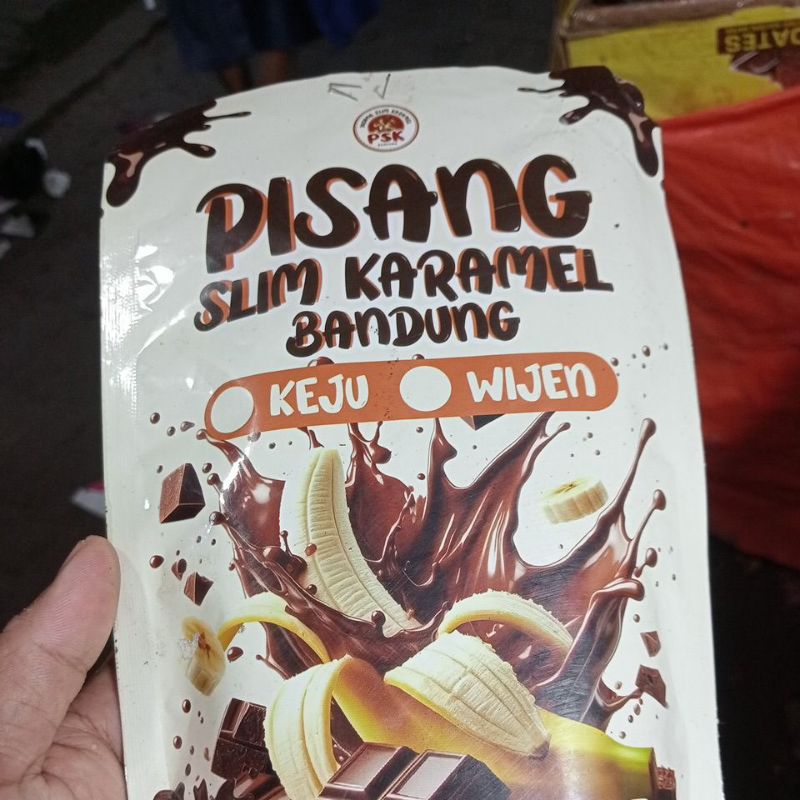 PSK
PISANG
SLIM KARAMEL
BANDUNG
KEJU WIJEN